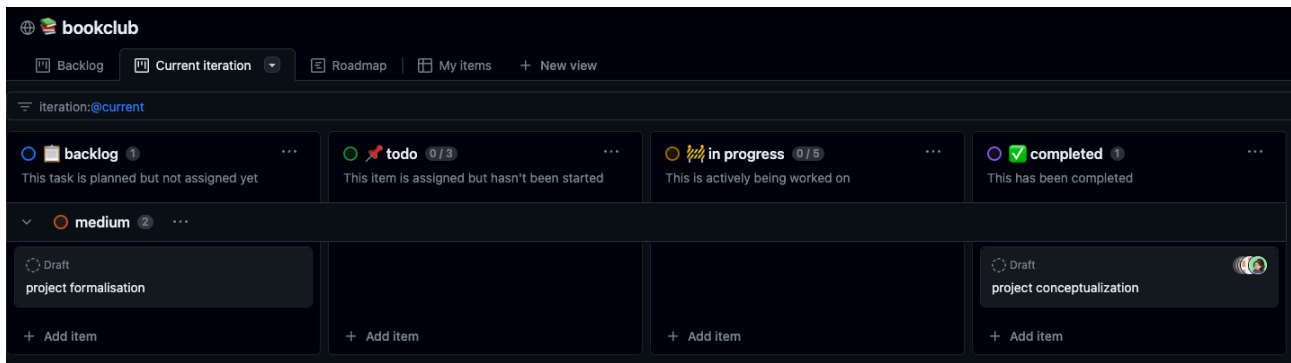 📚 bookclub
Backlog
Current iteration
Roadmap
My items
+ New view
iteration:@current
📋 backlog 1
This task is planned but not assigned yet
📌 todo 0 / 3
This item is assigned but hasn't been started
🚧 in progress 0 / 5
This is actively being worked on
✅ completed 1
This has been completed
medium 2
Draft
project formalisation
Draft
project conceptualization
+ Add item
+ Add item
+ Add item
+ Add item